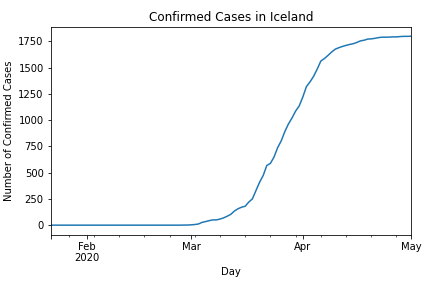 Confirmed Cases in Iceland
1750
1500
1250
1000
750
500
250
0
Number of Confirmed Cases
Feb
2020
Mar
Apr
May
Day